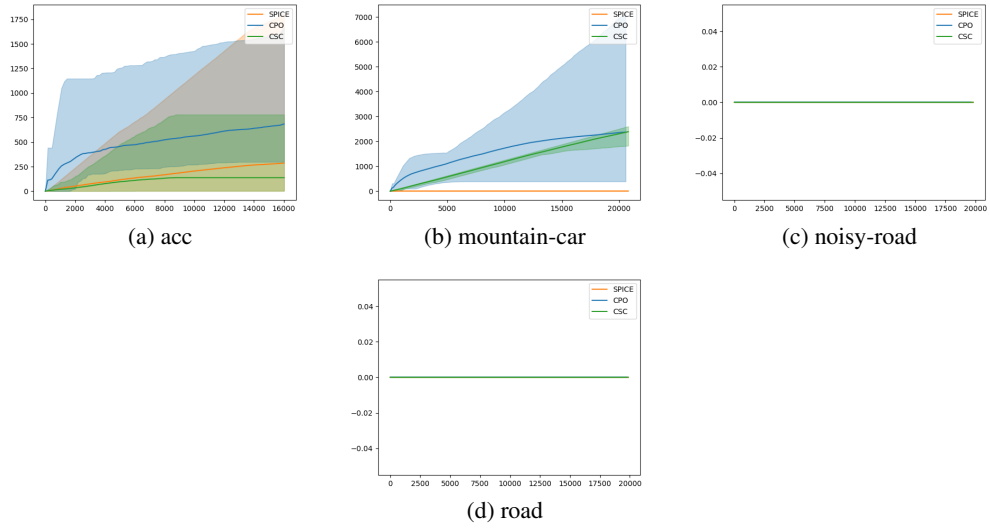 1750
1500
1250
1000
750
500
250
0
0 2000 4000 6000 8000 10000 12000 14000 16000
SPICE
CPO
CSC
(a) acc
7000
6000
5000
4000
3000
2000
1000
0
0 5000 10000 15000 20000
SPICE
CPO
CSC
(b) mountain-car
0.04
0.02
0.00
−0.02
−0.04
0 2500 5000 7500 10000 12500 15000 17500 20000
SPICE
CPO
CSC
(c) noisy-road
0.04
0.02
0.00
−0.02
−0.04
0 2500 5000 7500 10000 12500 15000 17500 20000
SPICE
CPO
CSC
(d) road